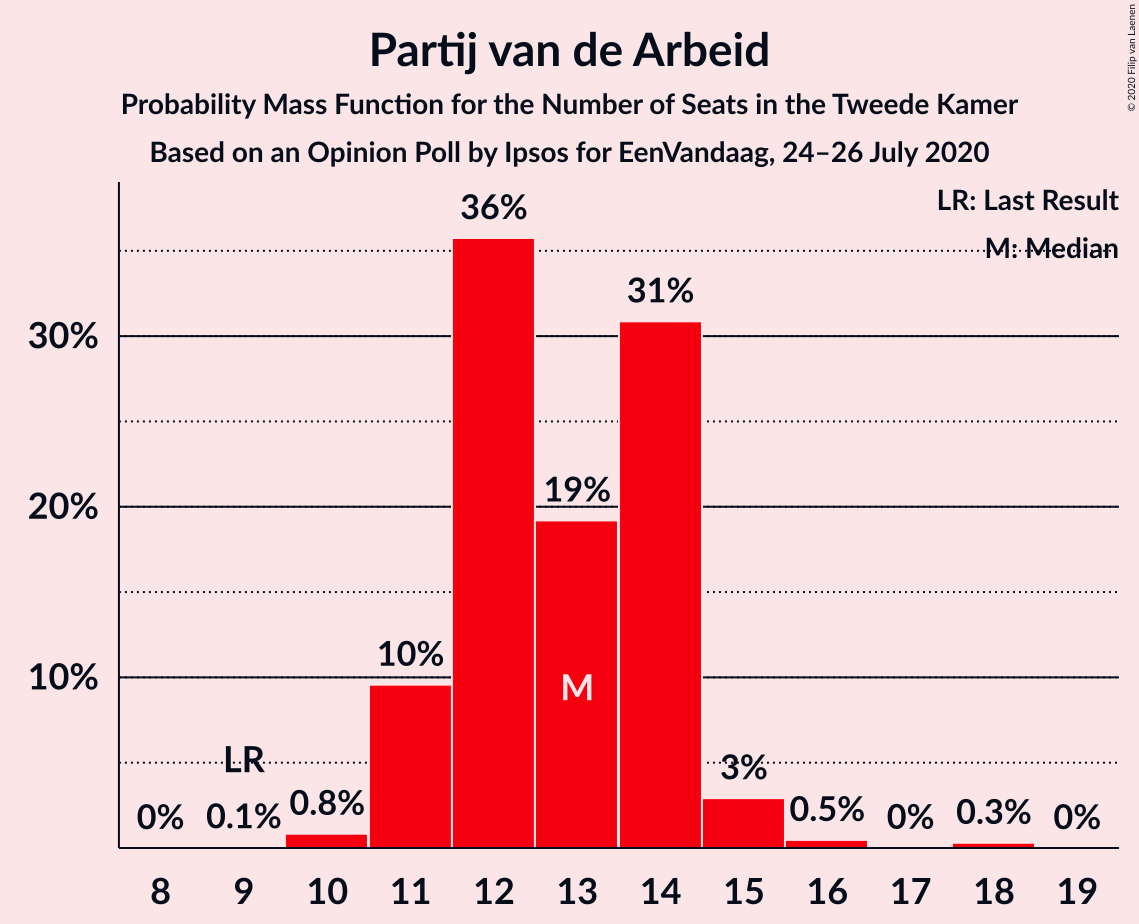 Partij van de Arbeid
Probability Mass Function for the Number of Seats in the Tweede Kamer
Based on an Opinion Poll by Ipsos for EenVandaag, 24–26 July 2020
© 2020 Filip van Laenen
LR: Last Result
M: Median
36%
31%
30%
19%
20%
10%
10%
M
LR
3%
0%
0.1%
0.8%
0.5%
0%
0.3%
0%
8 9 10 11 12 13 14 15 16 17 18 19